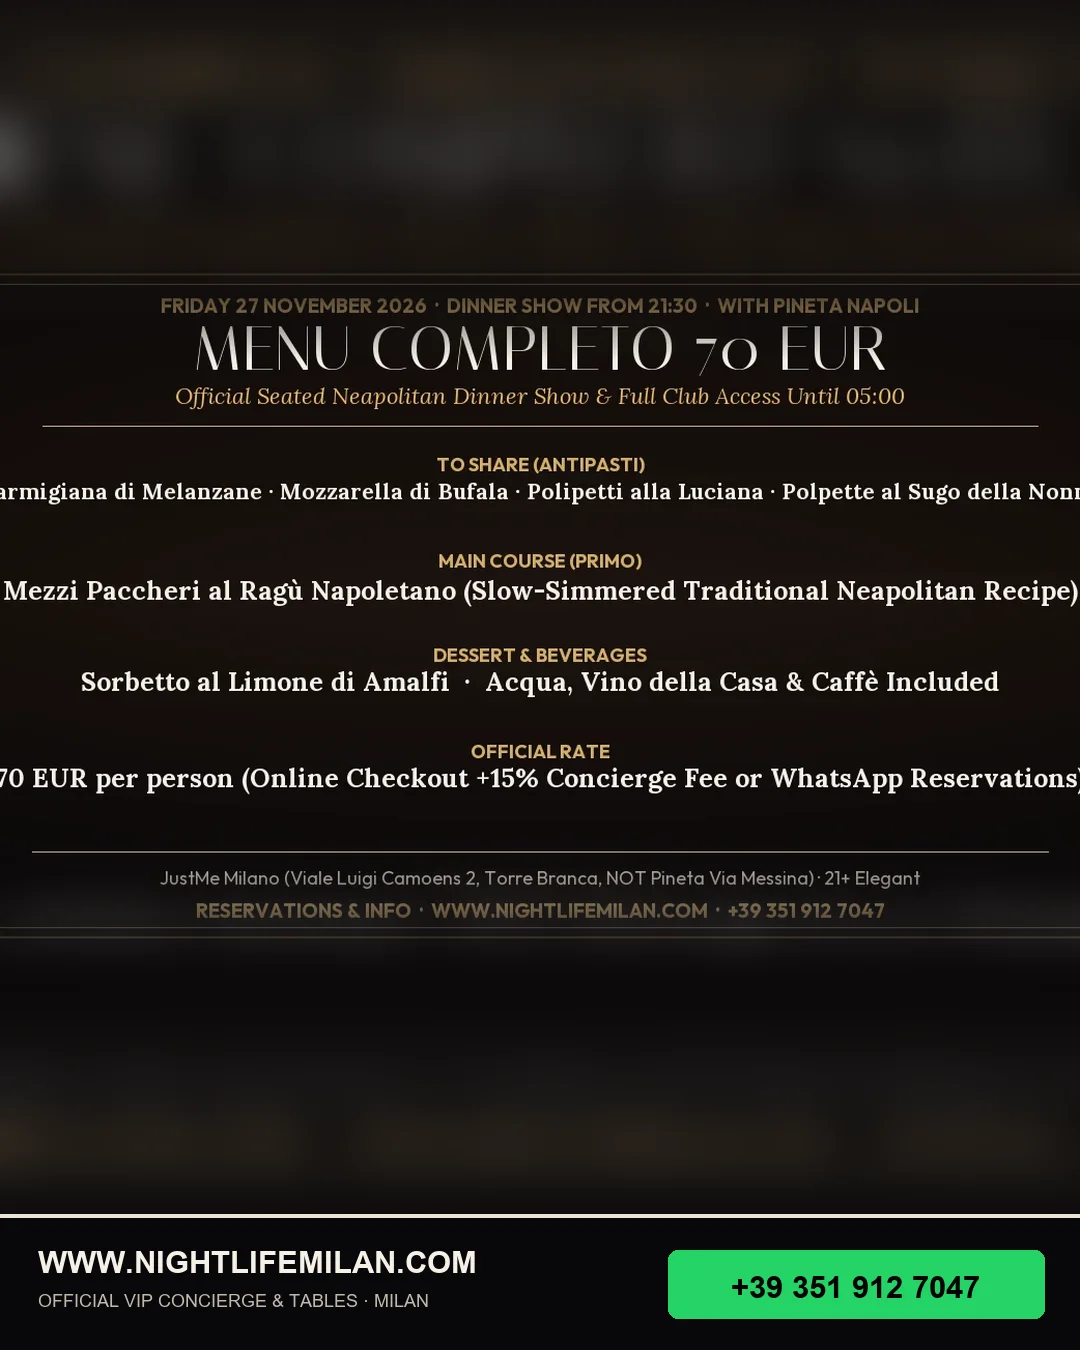 FRIDAY 27 NOVEMBER 2026 · DINNER SHOW FROM 21:30 · WITH PINETA NAPOLI
MENU COMPLETO 70 EUR
Official Seated Neapolitan Dinner Show & Full Club Access Until 05:00
TO SHARE (ANTIPASTI)
armigiana di Melanzane · Mozzarella di Bufala · Polipetti alla Luciana · Polpette al Sugo della Nonn
MAIN COURSE (PRIMO)
Mezzi Paccheri al Ragù Napoletano (Slow-Simmered Traditional Neapolitan Recipe)
DESSERT & BEVERAGES
Sorbetto al Limone di Amalfi · Acqua, Vino della Casa & Caffè Included
OFFICIAL RATE
70 EUR per person (Online Checkout +15% Concierge Fee or WhatsApp Reservations)
JustMe Milano (Viale Luigi Camoens 2, Torre Branca, NOT Pineta Via Messina) · 21+ Elegant
RESERVATIONS & INFO · WWW.NIGHTLIFEMILAN.COM · +39 351 912 7047
WWW.NIGHTLIFEMILAN.COM
OFFICIAL VIP CONCIERGE & TABLES · MILAN
+39 351 912 7047